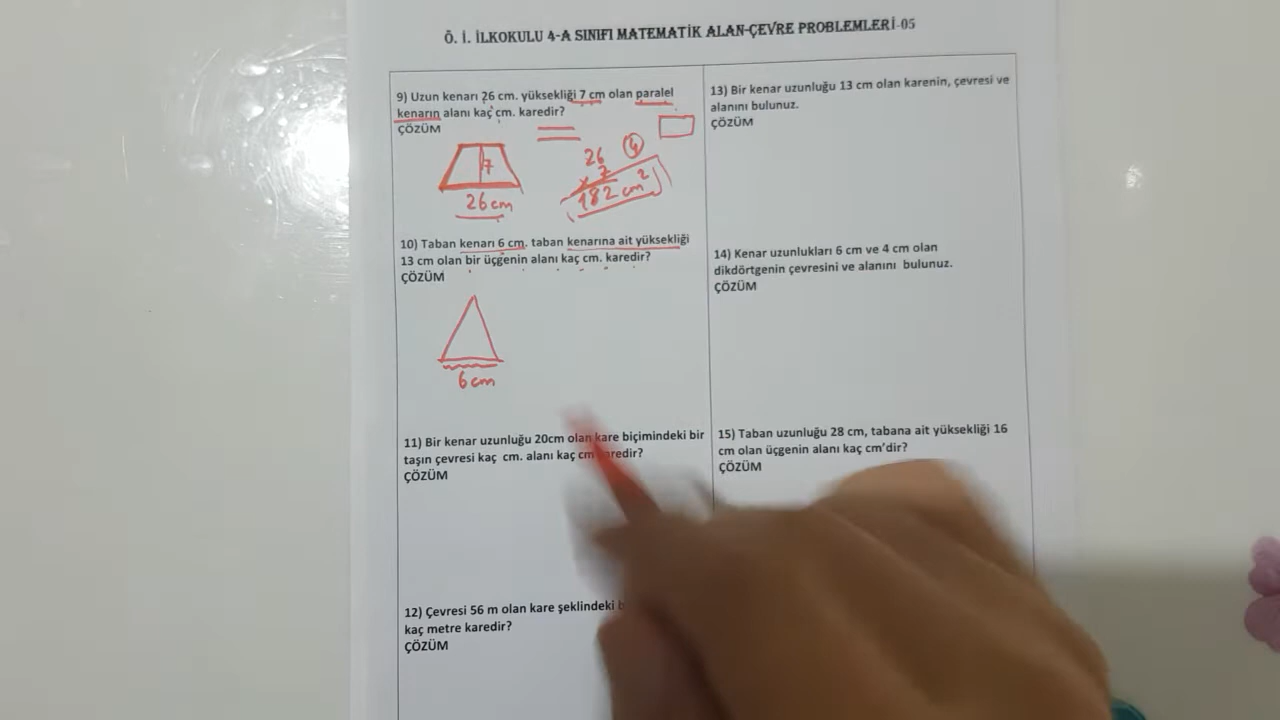 Ö. İ. İLKOKULU 4-A SINIFI MATEMATİK ALAN-ÇEVRE PROBLEMLERİ-05
9) Uzun kenarı 26 cm. yüksekliği 7 cm olan paralel
kenarın alanı kaç cm. karedir?
ÇÖZÜM
7
26 cm
26
x 7
182 cm²
4
10) Taban kenarı 6 cm. taban kenarına ait yüksekliği
13 cm olan bir üçgenin alanı kaç cm. karedir?
ÇÖZÜM
6 cm
11) Bir kenar uzunluğu 20cm olan kare biçimindeki bir
taşın çevresi kaç cm. alanı kaç cm karedir?
ÇÖZÜM
12) Çevresi 56 m olan kare şeklindeki
kaç metre karedir?
ÇÖZÜM
13) Bir kenar uzunluğu 13 cm olan karenin, çevresi ve
alanını bulunuz.
ÇÖZÜM
14) Kenar uzunlukları 6 cm ve 4 cm olan
dikdörtgenin çevresini ve alanını bulunuz.
ÇÖZÜM
15) Taban uzunluğu 28 cm, tabana ait yüksekliği 16
cm olan üçgenin alanı kaç cm'dir?
ÇÖZÜM